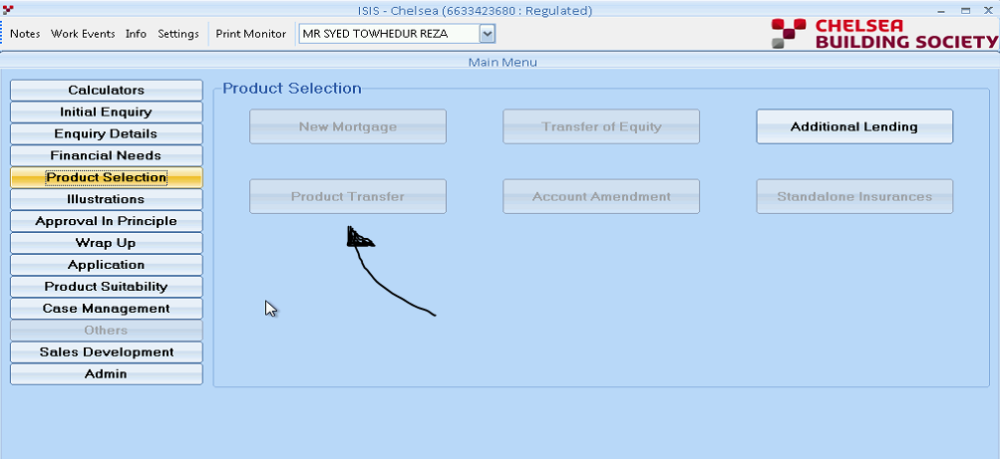 ISIS - Chelsea (6633423680 : Regulated)
Notes Work Events Info Settings Print Monitor MR SYED TOWHEDUR REZA
CHELSEA
BUILDING SOCIETY
Main Menu
Calculators
Initial Enquiry
Enquiry Details
Financial Needs
Product Selection
Illustrations
Approval In Principle
Wrap Up
Application
Product Suitability
Case Management
Others
Sales Development
Admin
Product Selection
New Mortgage Transfer of Equity Additional Lending
Product Transfer Account Amendment Standalone Insurances